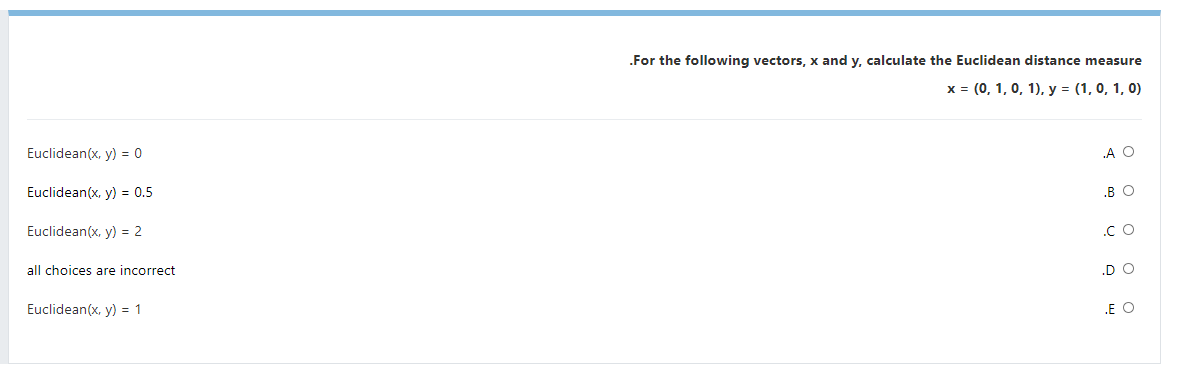 .For the following vectors, x and y, calculate the Euclidean distance measure
x = (0, 1, 0, 1), y = (1, 0, 1, 0)
Euclidean(x, y) = 0 .A
Euclidean(x, y) = 0.5 .B
Euclidean(x, y) = 2 .C
all choices are incorrect .D
Euclidean(x, y) = 1 .E